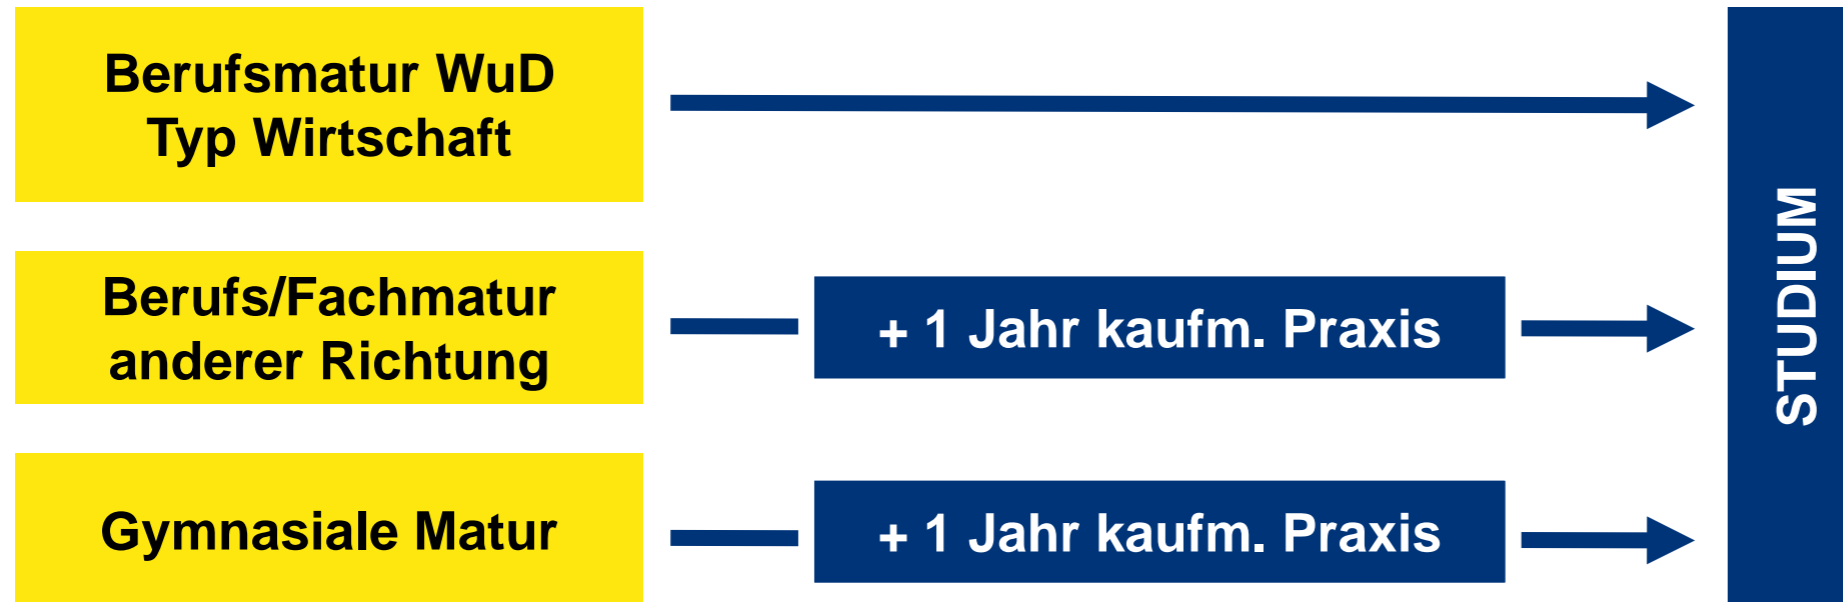 Berufsmatur WuD
Typ Wirtschaft
Berufs/Fachmatur
anderer Richtung
+ 1 Jahr kaufm. Praxis
Gymnasiale Matur
+ 1 Jahr kaufm. Praxis
STUDIUM